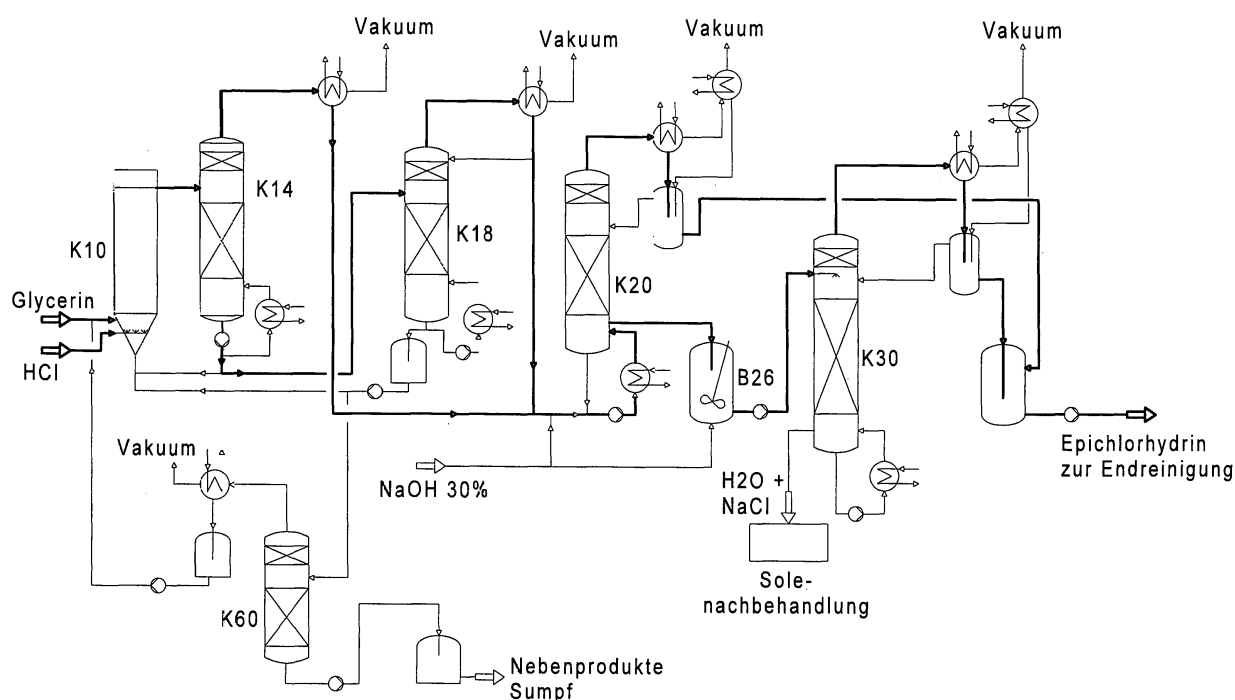 Vakuum
Vakuum
Vakuum
Vakuum
K14
K18
K10
K20
Glycerin
HCl
K30
B26
Vakuum
NaOH 30%
H2O +
NaCl
Epichlorhydrin
zur Endreinigung
Sole-
nachbehandlung
K60
Nebenprodukte
Sumpf